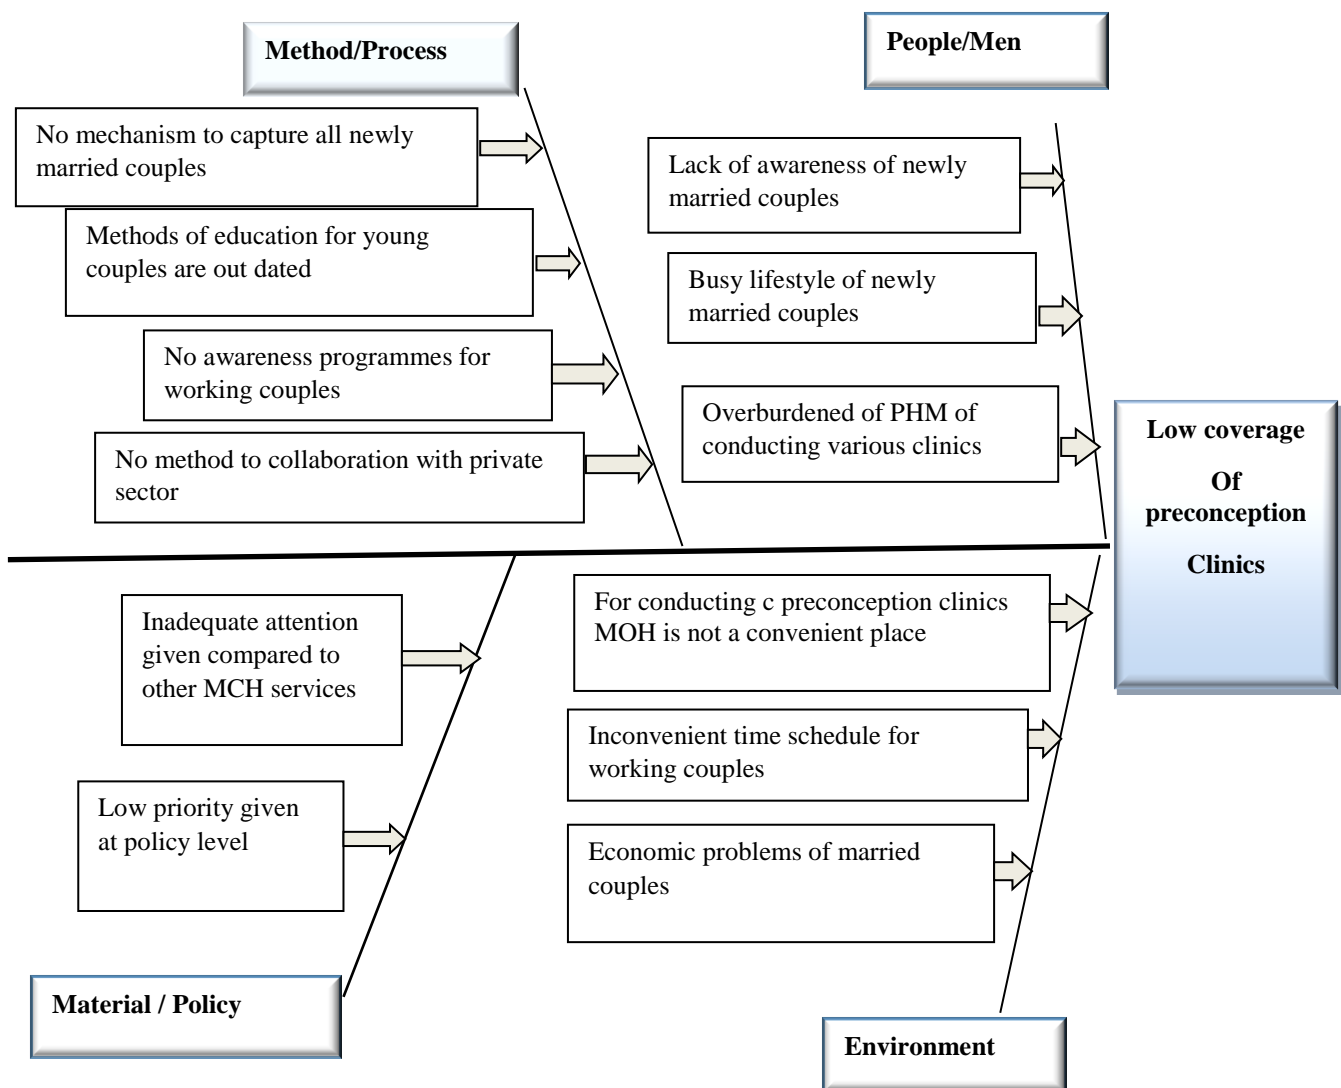 Method/Process
No mechanism to capture all newly
married couples
Methods of education for young
couples are out dated
No awareness programmes for
working couples
No method to collaboration with private
sector
People/Men
Lack of awareness of newly
married couples
Busy lifestyle of newly
married couples
Overburdened of PHM of
conducting various clinics
Low coverage
Of
preconception
Clinics
Inadequate attention
given compared to
other MCH services
Low priority given
at policy level
Material / Policy
For conducting c preconception clinics
MOH is not a convenient place
Inconvenient time schedule for
working couples
Economic problems of married
couples
Environment